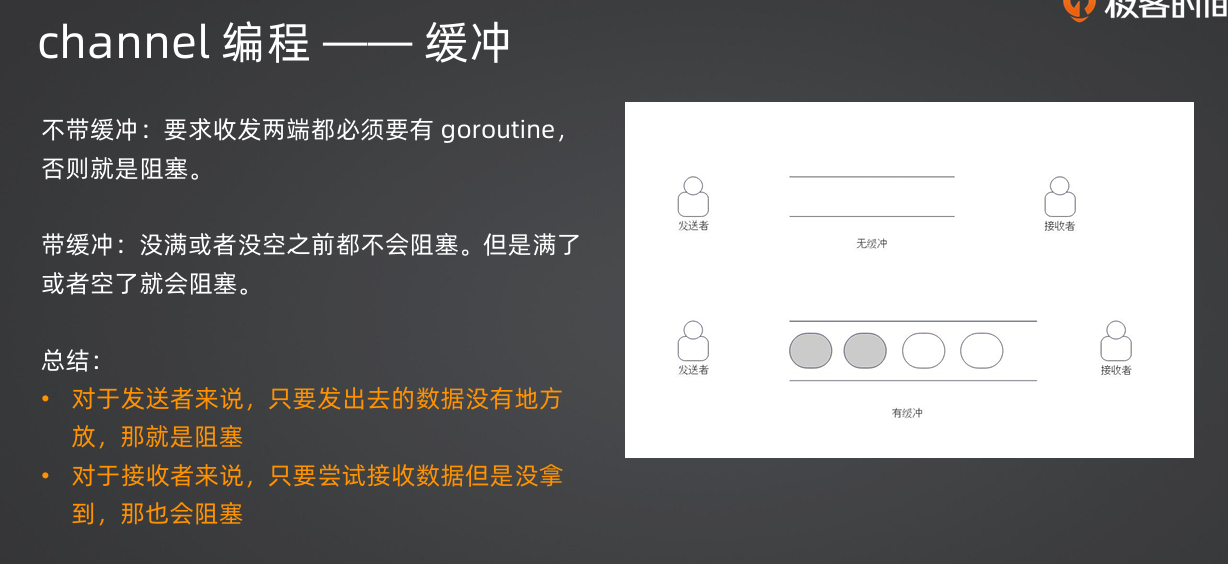 极客时间
channel 编程 —— 缓冲
不带缓冲：要求收发两端都必须要有 goroutine，
否则就是阻塞。
带缓冲：没满或者没空之前都不会阻塞。但是满了
或者空了就会阻塞。
总结：
• 对于发送者来说，只要发出去的数据没有地方
放，那就是阻塞
• 对于接收者来说，只要尝试接收数据但是没拿
到，那也会阻塞
发送者
接收者
无缓冲
发送者
接收者
有缓冲